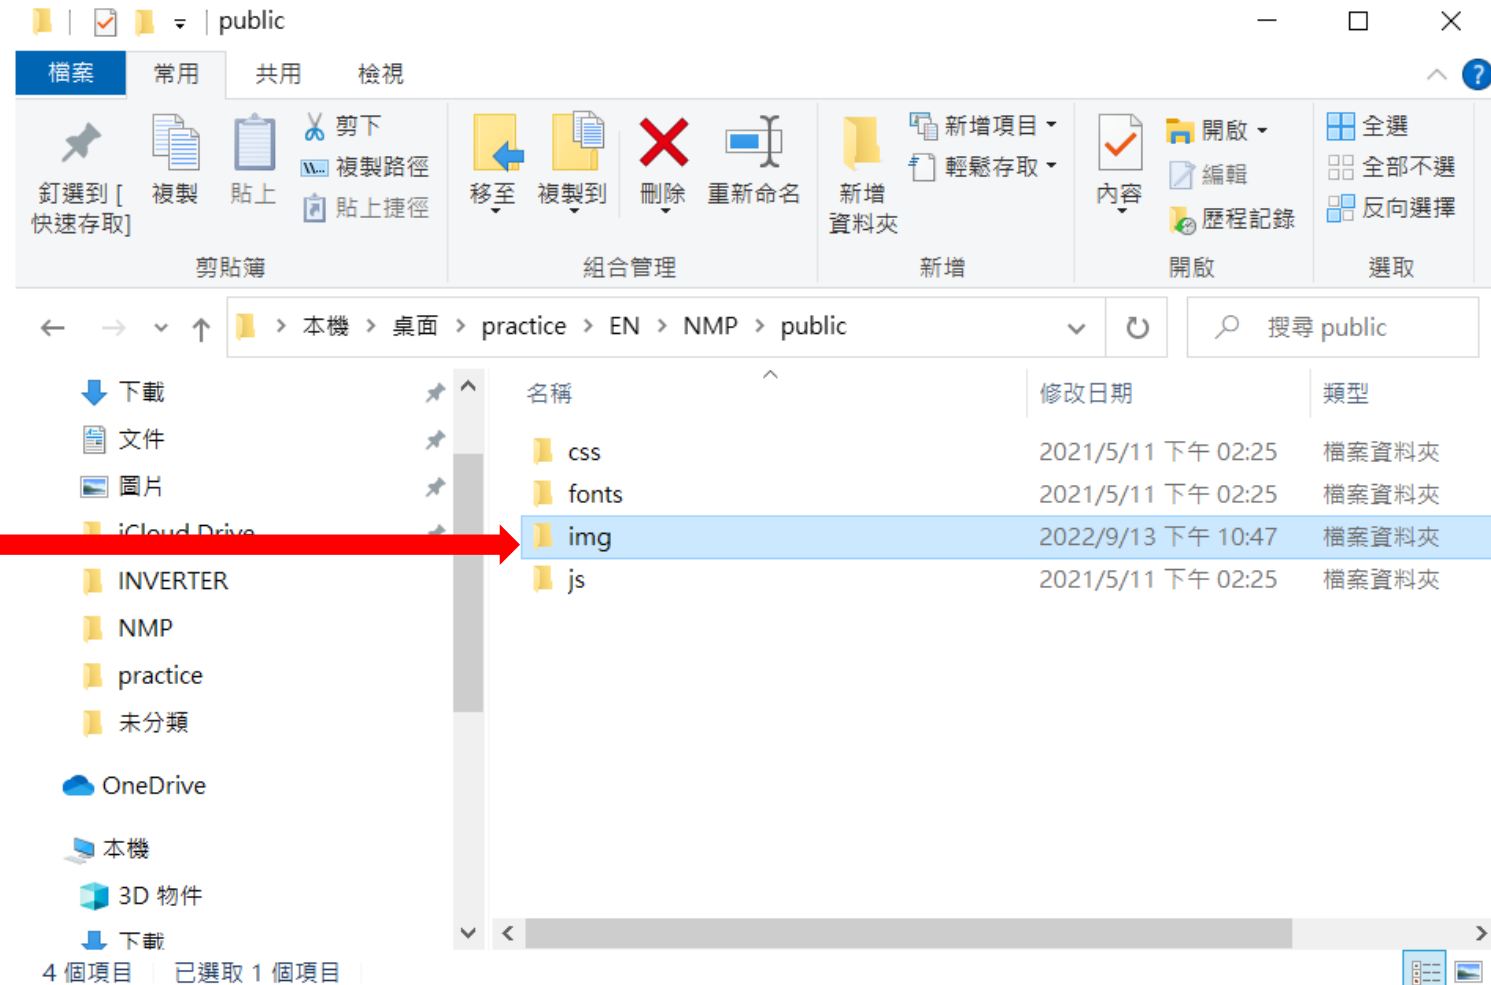 public
檔案 常用 共用 檢視
釘選到 [
快速存取]
複製
貼上
剪下
複製路徑
貼上捷徑
剪貼簿
移至
複製到
刪除
重新命名
組合管理
新增
資料夾
新增項目
輕鬆存取
新增
內容
開啟
編輯
歷程記錄
開啟
全選
全部不選
反向選擇
選取
本機 > 桌面 > practice > EN > NMP > public
搜尋 public
下載
文件
圖片
iCloud Drive
INVERTER
NMP
practice
未分類
OneDrive
本機
3D 物件
下載
名稱 修改日期 類型
css 2021/5/11 下午 02:25 檔案資料夾
fonts 2021/5/11 下午 02:25 檔案資料夾
img 2022/9/13 下午 10:47 檔案資料夾
js 2021/5/11 下午 02:25 檔案資料夾
4 個項目 已選取 1 個項目